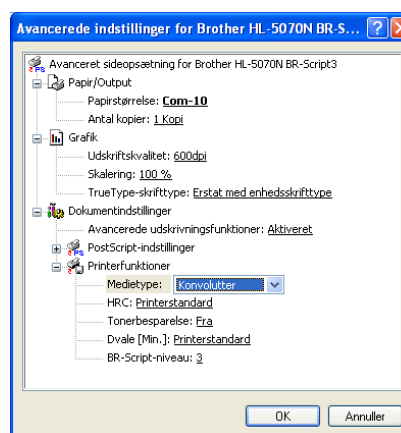 Avancerede indstillinger for Brother HL-5070N BR-S...
Avanceret sideopsætning for Brother HL-5070N BR-Script3
Papir/Output
Papirstørrelse: Com-10
Antal kopier: 1 Kopi
Grafik
Udskriftskvalitet: 600dpi
Skalering: 100 %
TrueType-skrifttype: Erstat med enhedsskrifttype
Dokumentindstillinger
Avancerede udskrivningsfunktioner: Aktiveret
PostScript-indstillinger
Printerfunktioner
Medietype: Konvolutter
HRC: Printerstandard
Tonerbesparelse: Fra
Dvale [Min.]: Printerstandard
BR-Script-niveau: 3
OK Annuller